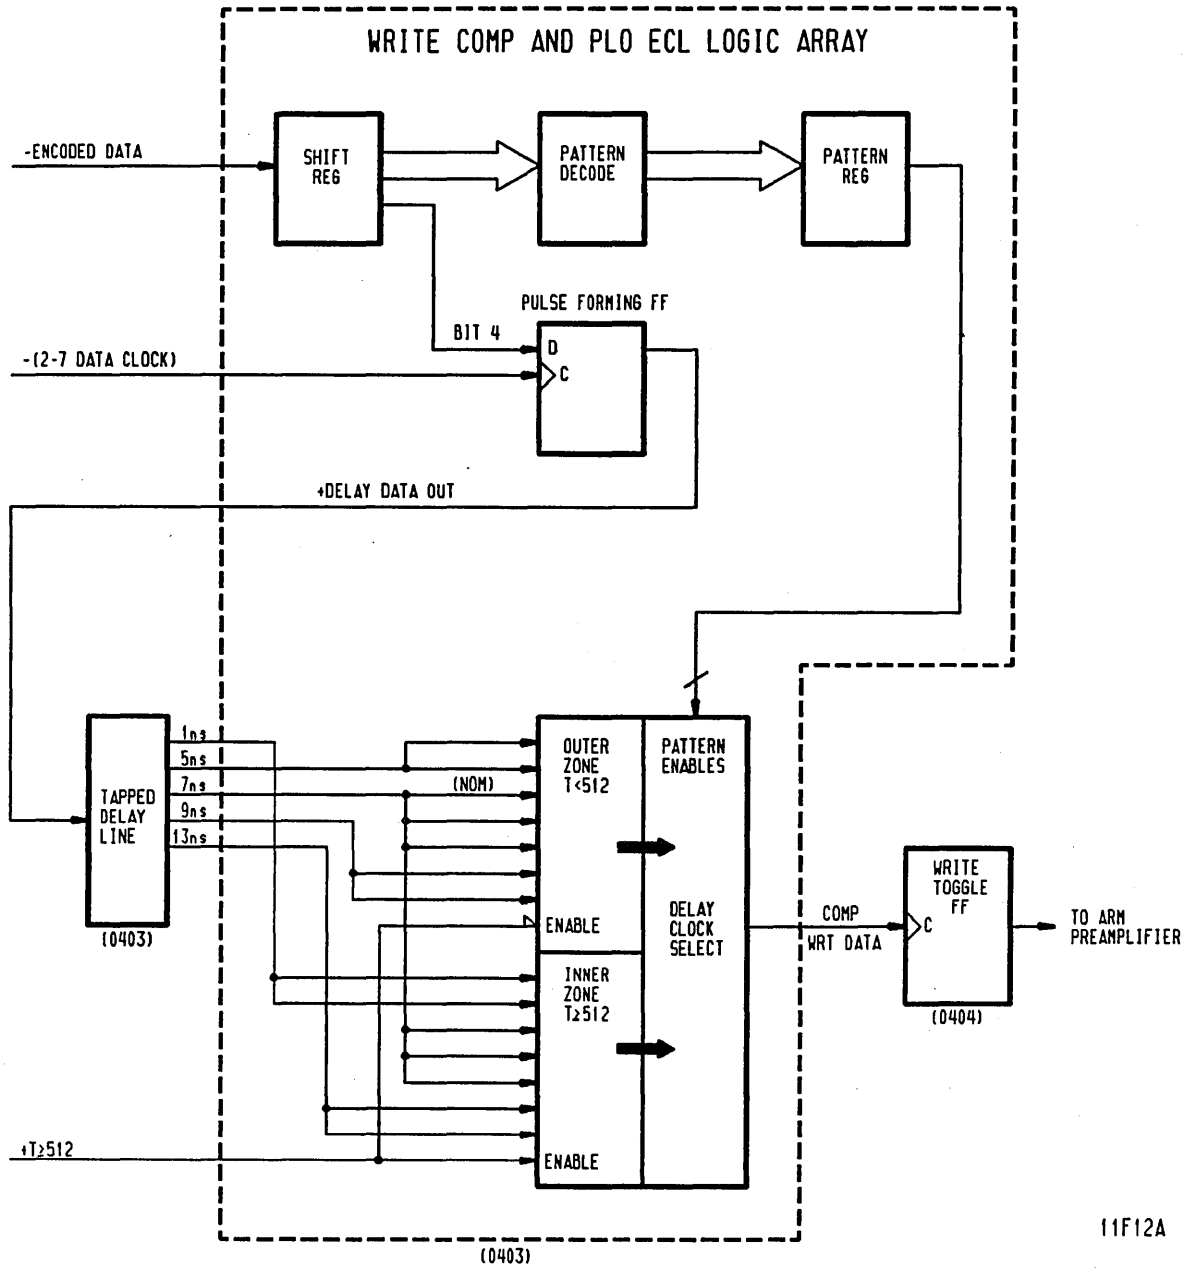 WRITE COMP AND PLO ECL LOGIC ARRAY
-ENCODED DATA
SHIFT
REG
PATTERN
DECODE
PATTERN
REG
PULSE FORMING FF
BIT 4
D
-(2-7 DATA CLOCK)
C
+DELAY DATA OUT
TAPPED
DELAY
LINE
(0403)
1ns
5ns
7ns
9ns
13ns
(NOM)
OUTER
ZONE
T<512
ENABLE
PATTERN
ENABLES
DELAY
CLOCK
SELECT
INNER
ZONE
T≥512
ENABLE
+T≥512
COMP
WRT DATA
WRITE
TOGGLE
FF
C
(0404)
TO ARM
PREAMPLIFIER
(0403)
11F12A